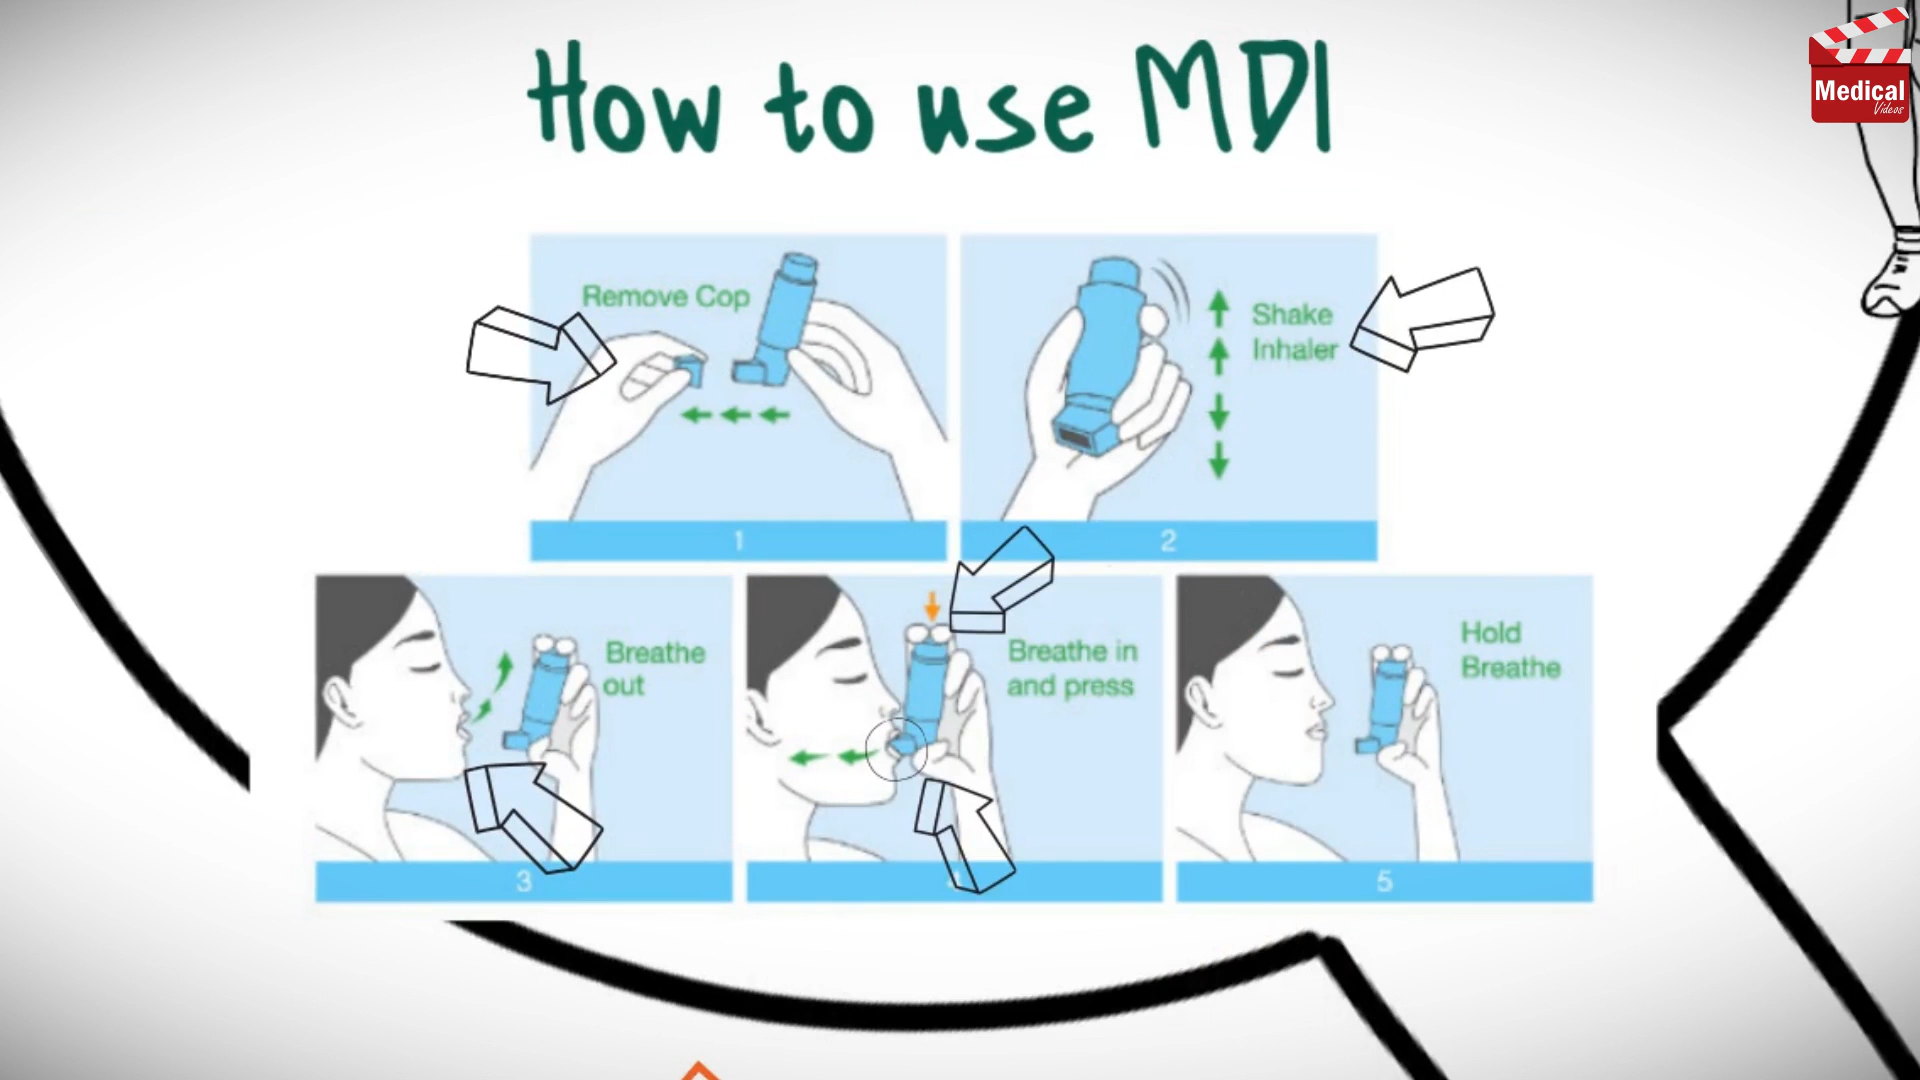 How to use MDI
Medical
Videos
Remove Cop
Shake
Inhaler
1
2
Breathe
out
Breathe in
and press
Hold
Breathe
3
5